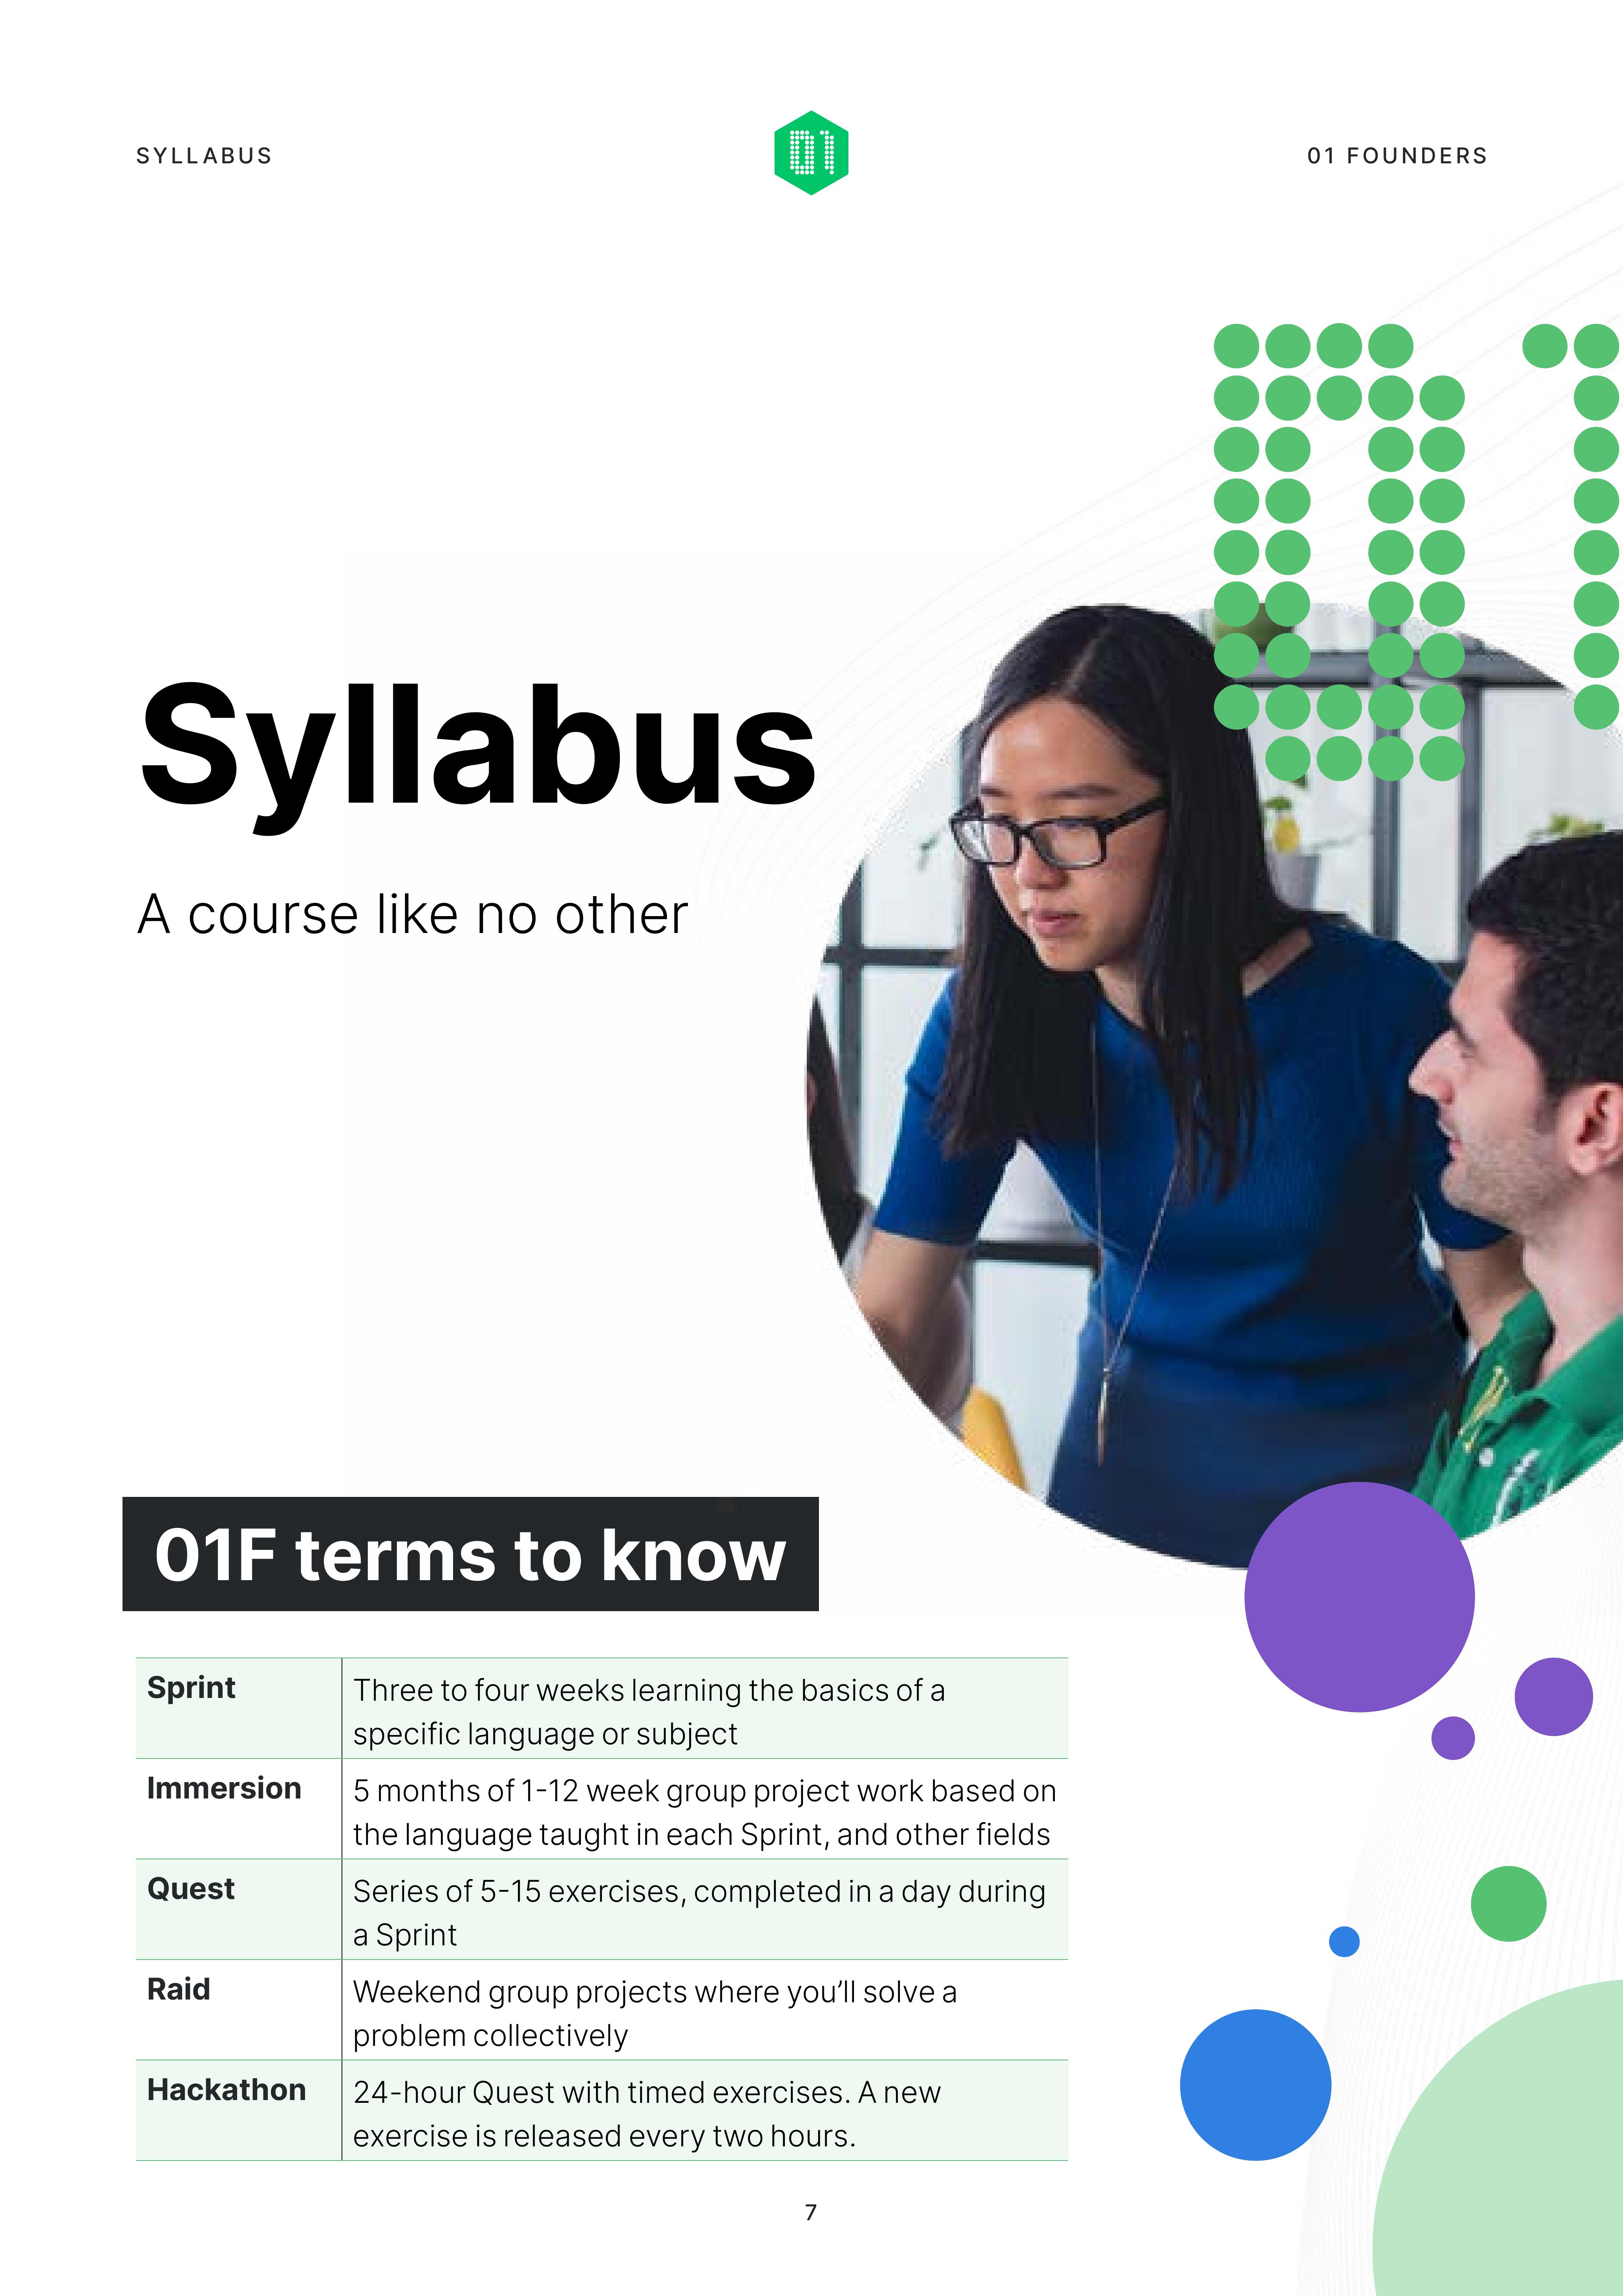 SYLLABUS
01
01 FOUNDERS
01
Syllabus
A course like no other
01F terms to know
Sprint
Three to four weeks learning the basics of a
specific language or subject
Immersion
5 months of 1-12 week group project work based on
the language taught in each Sprint, and other fields
Quest
Series of 5-15 exercises, completed in a day during
a Sprint
Raid
Weekend group projects where you’ll solve a
problem collectively
Hackathon
24-hour Quest with timed exercises. A new
exercise is released every two hours.
7